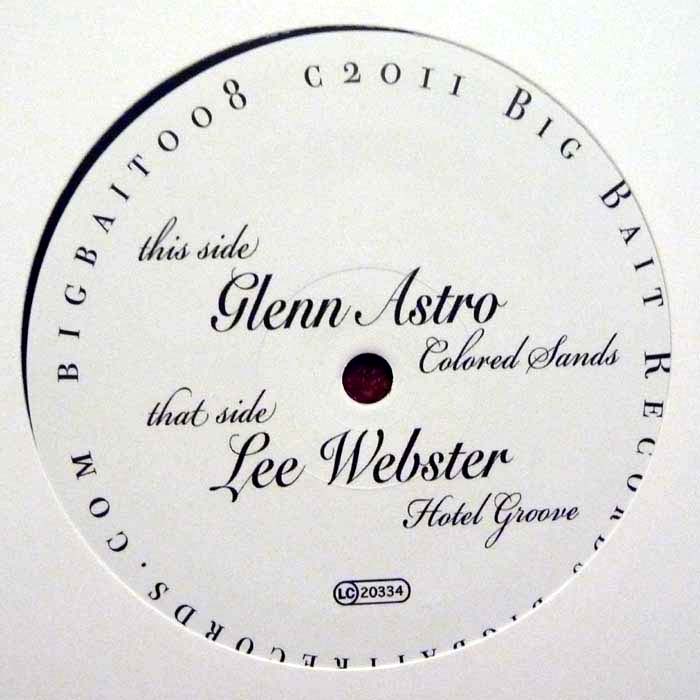 BIGBAIT008 C2011 BIG BAIT RECORDS. BIGBAITRECORDS.COM
this side
Glenn Astro
Colored Sands
that side
Lee Webster
Hotel Groove
LC 20334